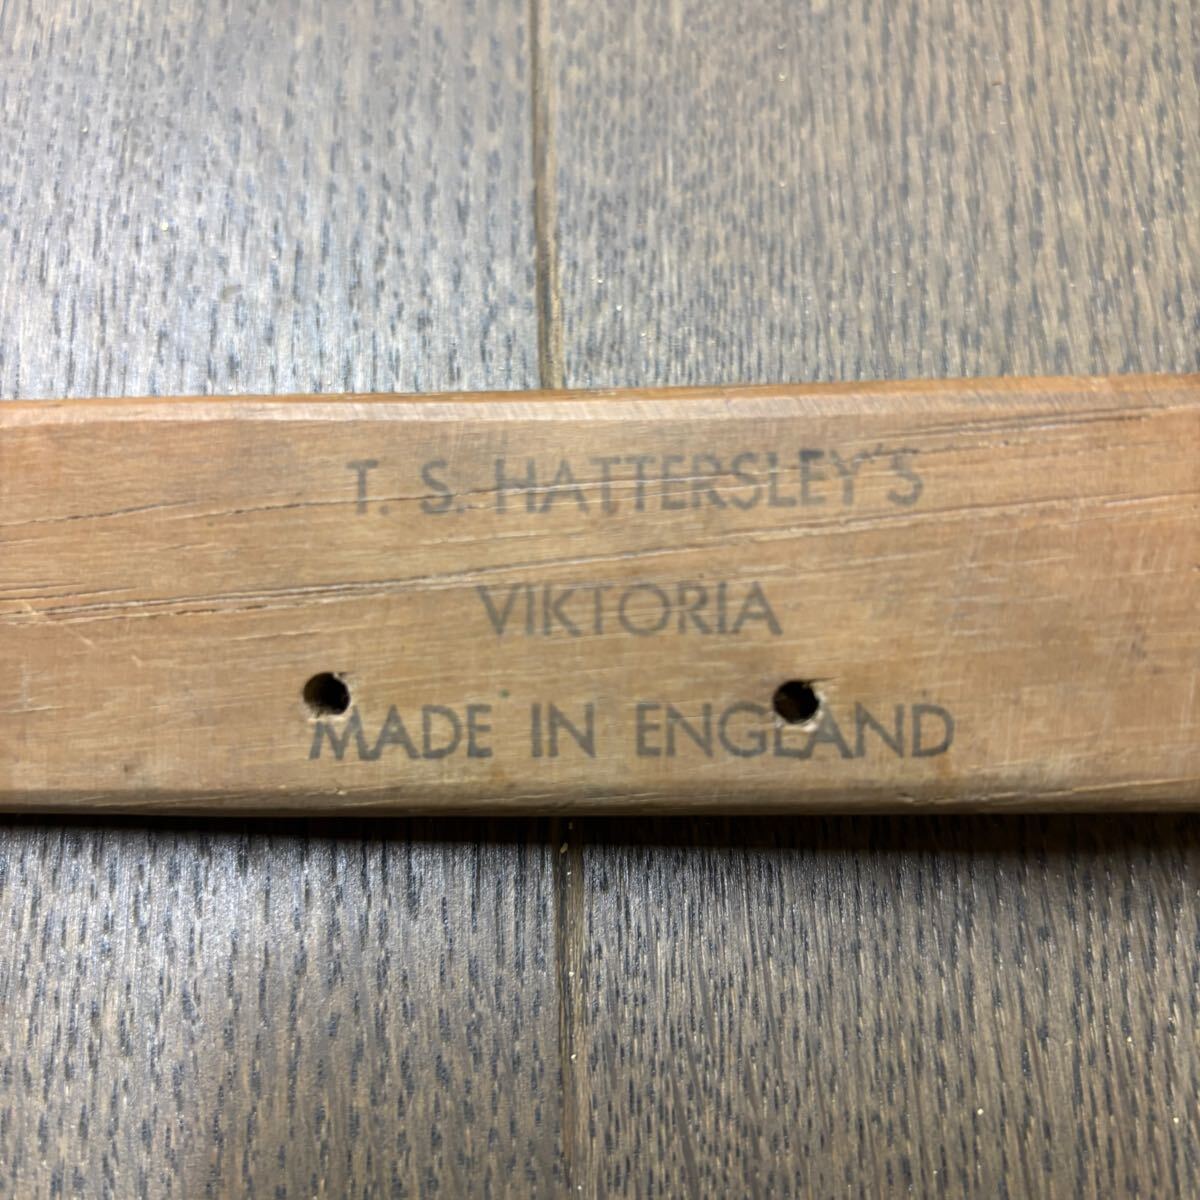 T. S. HATTERSLEY'S
VIKTORIA
MADE IN ENGLAND